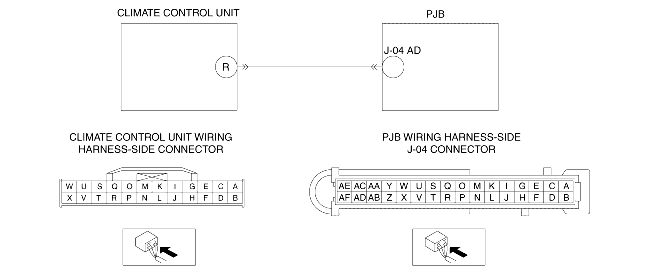 CLIMATE CONTROL UNIT
PJB
R
J-04 AD
CLIMATE CONTROL UNIT WIRING
HARNESS-SIDE CONNECTOR
PJB WIRING HARNESS-SIDE
J-04 CONNECTOR
W U S Q O M K I G E C A
X V T R P N L J H F D B
AE AC AA Y W U S Q O M K I G E C A
AF AD AB Z X V T R P N L J H F D B